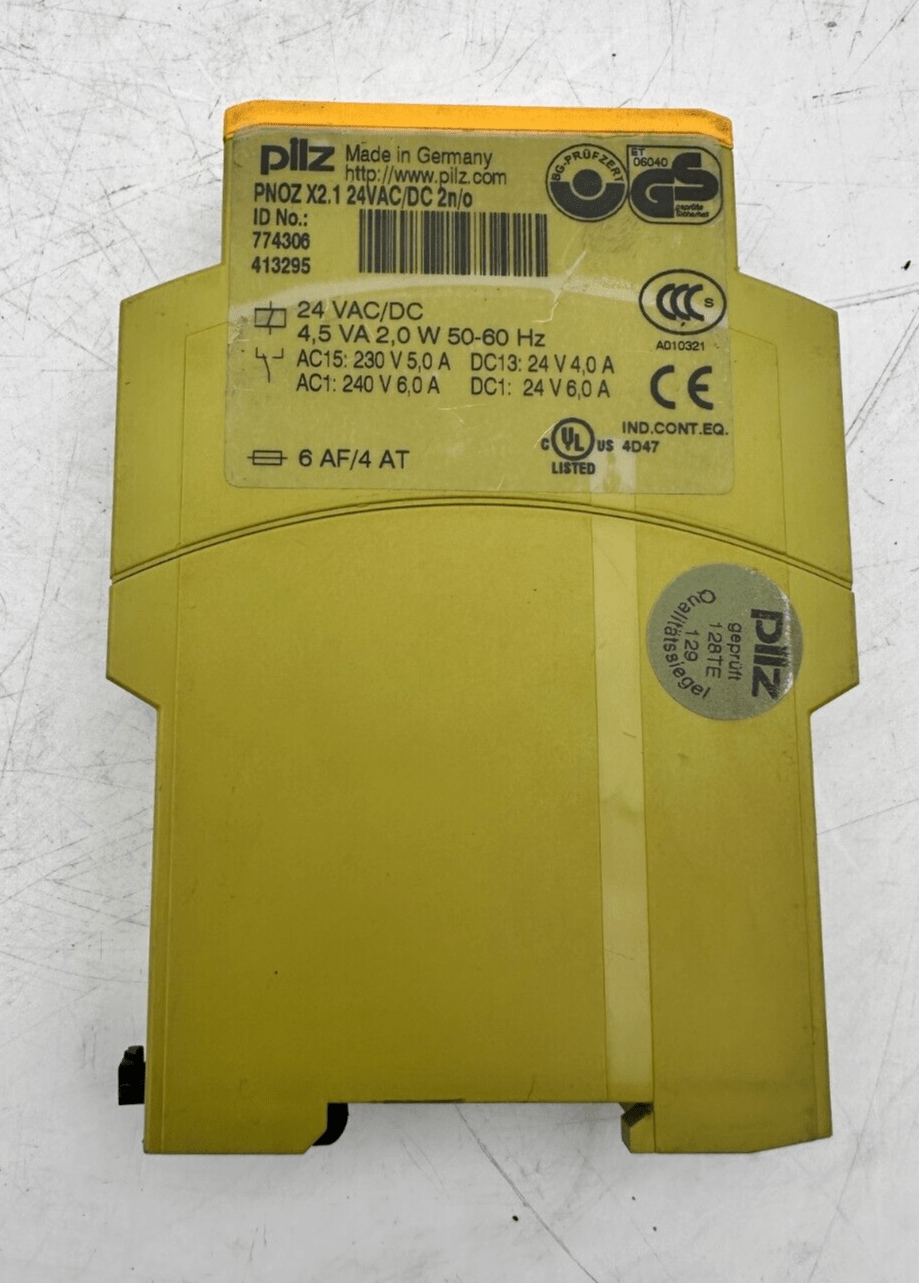 pilz Made in Germany
http://www.pilz.com
PNOZ X2.1 24VAC/DC 2n/o
ID No.:
774306
413295
BG-PRÜFZERT
ET
06040
GS
geprüfte
Sicherheit
24 VAC/DC
4,5 VA 2,0 W 50-60 Hz
AC15: 230 V 5,0 A DC13: 24 V 4,0 A
AC1: 240 V 6,0 A DC1: 24 V 6,0 A
CCC S
A010321
CE
6 AF/4 AT
C UL US
LISTED
IND.CONT.EQ.
4D47
pilz
geprüft
128TE
129
Qualitätssiegel